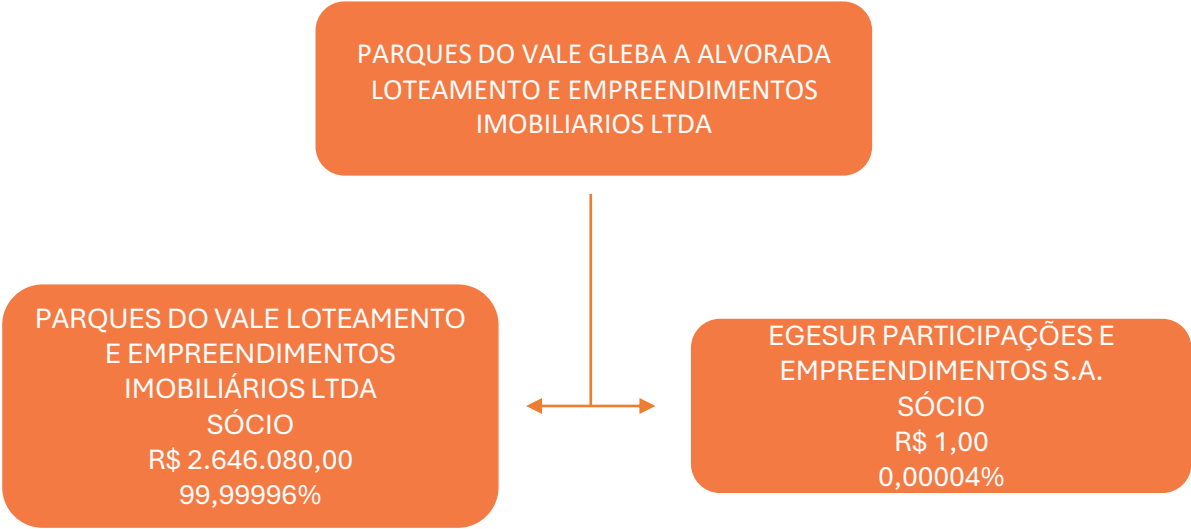 PARQUES DO VALE GLEBA A ALVORADA
LOTEAMENTO E EMPREENDIMENTOS
IMOBILIARIOS LTDA
PARQUES DO VALE LOTEAMENTO
E EMPREENDIMENTOS
IMOBILIÁRIOS LTDA
SÓCIO
R$ 2.646.080,00
99,99996%
EGESUR PARTICIPAÇÕES E
EMPREENDIMENTOS S.A.
SÓCIO
R$ 1,00
0,00004%